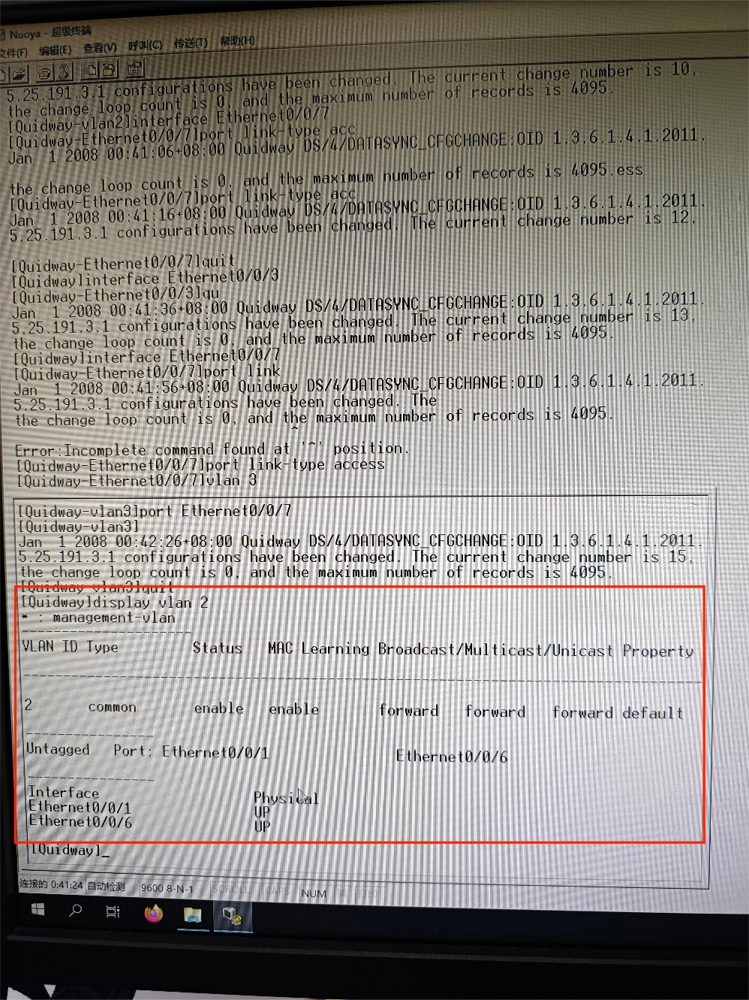 Nuoya - 超级终端
文件(F) 编辑(E) 查看(V) 呼叫(C) 传送(T) 帮助(H)
5.25.191.3.1 configurations have been changed. The current change number is 10,
the change loop count is 0, and the maximum number of records is 4095.
[Quidway-vlan2]interface Ethernet0/0/7
[Quidway-Ethernet0/0/7]port link-type acc
Jan  1 2008 00:41:06+08:00 Quidway DS/4/DATASYNC_CFGCHANGE:OID 1.3.6.1.4.1.2011.
the change loop count is 0, and the maximum number of records is 4095.ess
[Quidway-Ethernet0/0/7]port link-type acc
Jan  1 2008 00:41:16+08:00 Quidway DS/4/DATASYNC_CFGCHANGE:OID 1.3.6.1.4.1.2011.
5.25.191.3.1 configurations have been changed. The current change number is 12,
[Quidway-Ethernet0/0/7]quit
[Quidway]interface Ethernet0/0/3
[Quidway-Ethernet0/0/3]qu
Jan  1 2008 00:41:36+08:00 Quidway DS/4/DATASYNC_CFGCHANGE:OID 1.3.6.1.4.1.2011.
5.25.191.3.1 configurations have been changed. The current change number is 13,
the change loop count is 0, and the maximum number of records is 4095.
[Quidway]interface Ethernet0/0/7
[Quidway-Ethernet0/0/7]port link
Jan  1 2008 00:41:56+08:00 Quidway DS/4/DATASYNC_CFGCHANGE:OID 1.3.6.1.4.1.2011.
5.25.191.3.1 configurations have been changed. The
the change loop count is 0, and the maximum number of records is 4095.
^
Error:Incomplete command found at '^' position.
[Quidway-Ethernet0/0/7]port link-type access
[Quidway-Ethernet0/0/7]vlan 3
[Quidway-vlan3]port Ethernet0/0/7
[Quidway-vlan3]
Jan  1 2008 00:42:26+08:00 Quidway DS/4/DATASYNC_CFGCHANGE:OID 1.3.6.1.4.1.2011.
5.25.191.3.1 configurations have been changed. The current change number is 15,
the change loop count is 0, and the maximum number of records is 4095.
[Quidway-vlan3]quit
[Quidway]display vlan 2
* : management-vlan
---------------------
VLAN ID Type Status MAC Learning Broadcast/Multicast/Unicast Property
--------------------------------------------------------------------------------
2 common enable enable forward forward forward default
----------------
Untagged Port: Ethernet0/0/1 Ethernet0/0/6
----------------
Interface Physical
Ethernet0/0/1 UP
Ethernet0/0/6 UP
[Quidway]_
连接的 0:41:24 自动检测 9600 8-N-1 SCROLL CAPS NUM